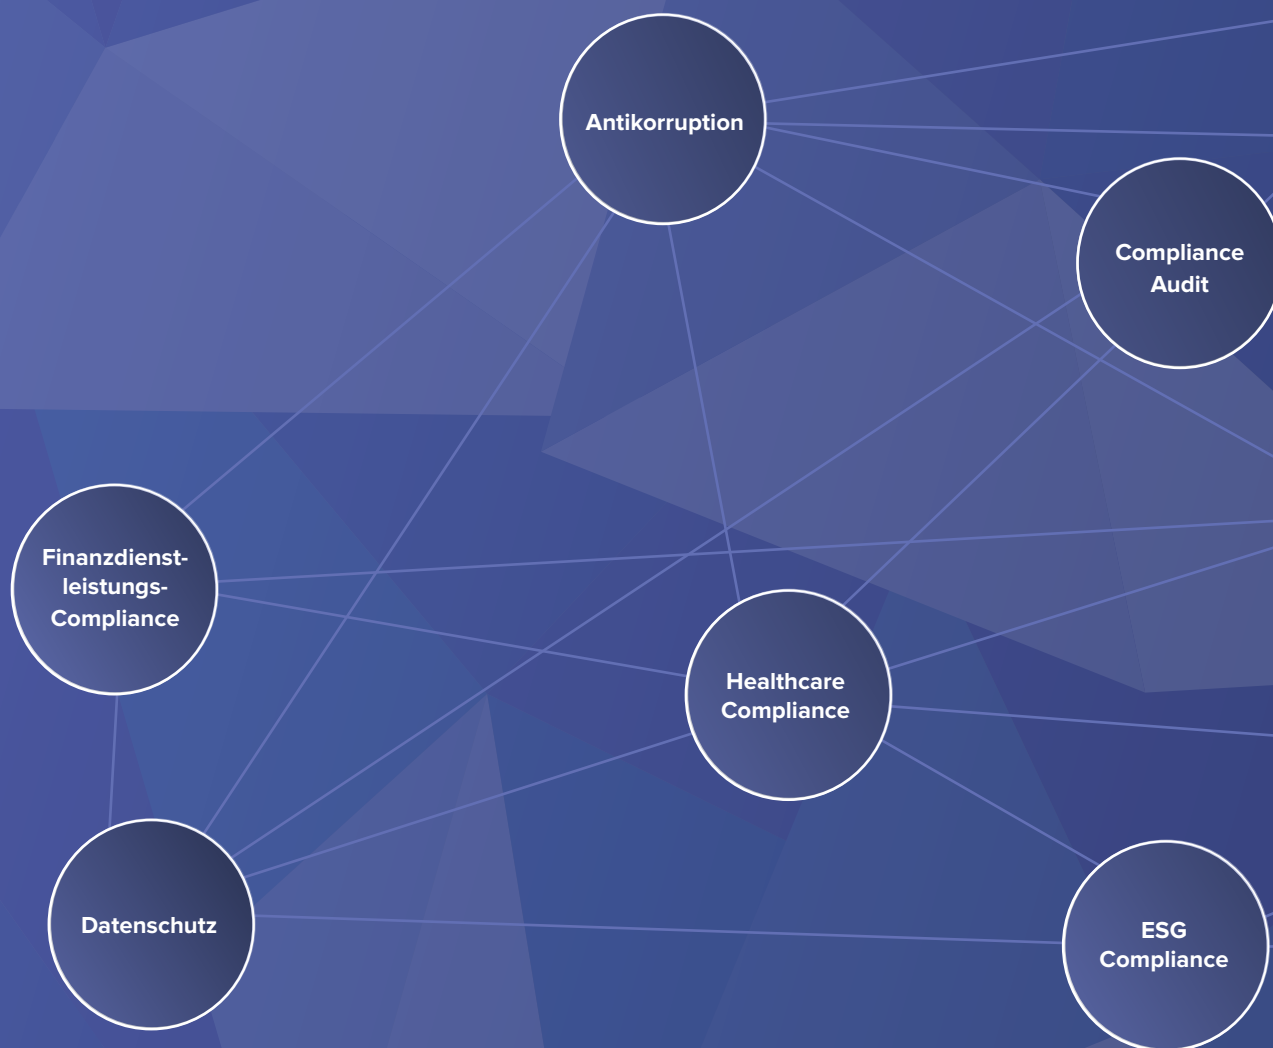 Antikorruption
Compliance
Audit
Finanzdienst-
leistungs-
Compliance
Healthcare
Compliance
Datenschutz
ESG
Compliance